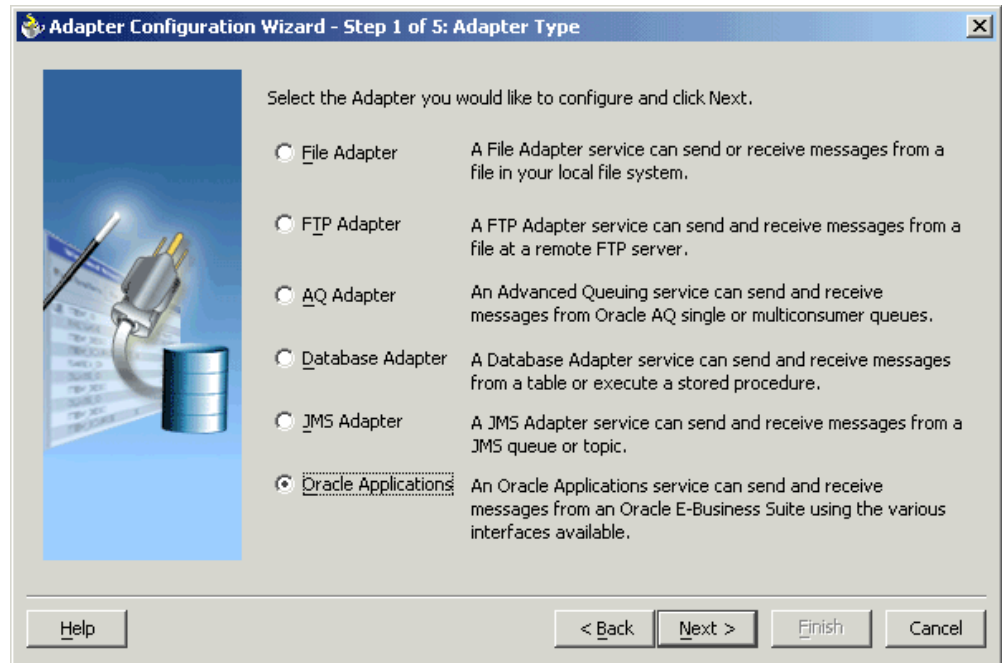 Adapter Configuration Wizard - Step 1 of 5: Adapter Type
Select the Adapter you would like to configure and click Next.
File Adapter
A File Adapter service can send or receive messages from a
file in your local file system.
FTP Adapter
A FTP Adapter service can send and receive messages from a
file at a remote FTP server.
AQ Adapter
An Advanced Queuing service can send and receive
messages from Oracle AQ single or multiconsumer queues.
Database Adapter
A Database Adapter service can send and receive messages
from a table or execute a stored procedure.
JMS Adapter
A JMS Adapter service can send and receive messages from a
JMS queue or topic.
Oracle Applications
An Oracle Applications service can send and receive
messages from an Oracle E-Business Suite using the various
interfaces available.
Help
< Back
Next >
Finish
Cancel